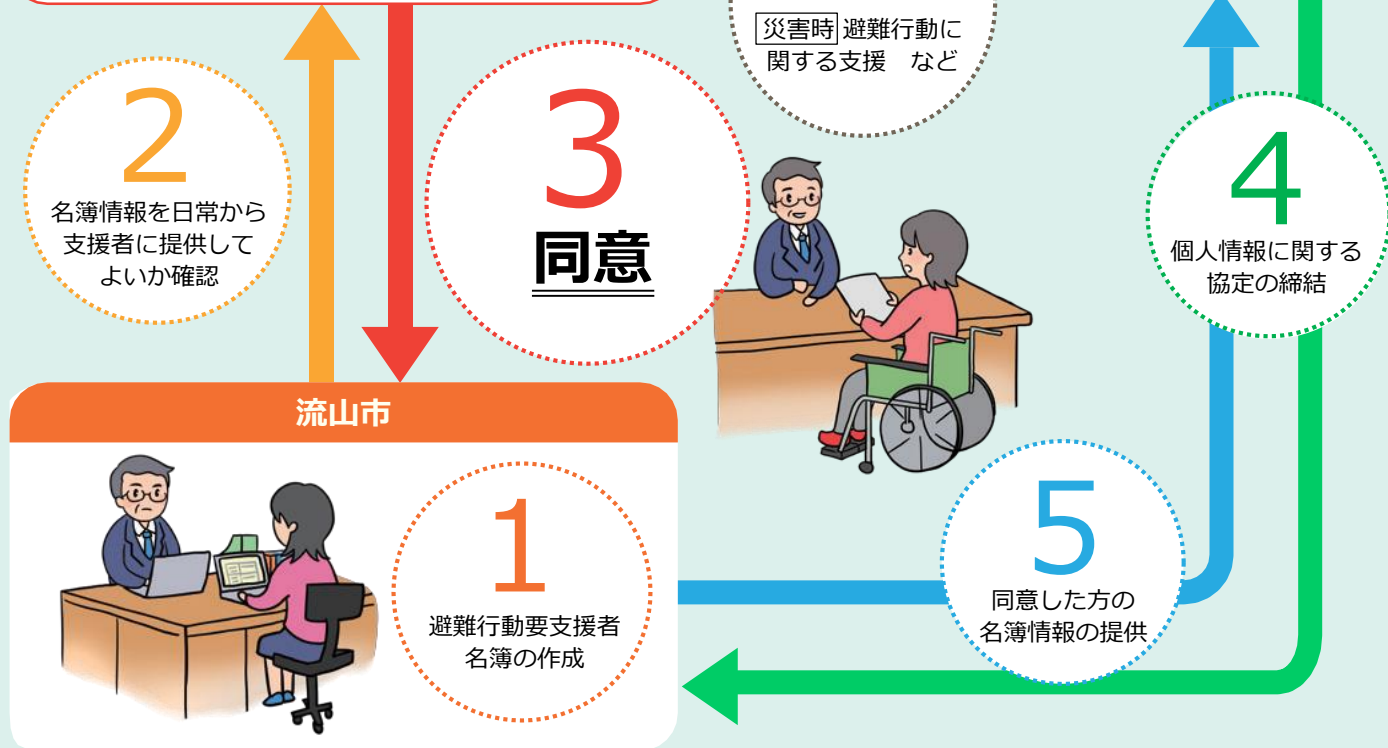 災害時 避難行動に
関する支援　など
2
名簿情報を日常から
支援者に提供して
よいか確認
3
同意
4
個人情報に関する
協定の締結
流山市
1
避難行動要支援者
名簿の作成
5
同意した方の
名簿情報の提供